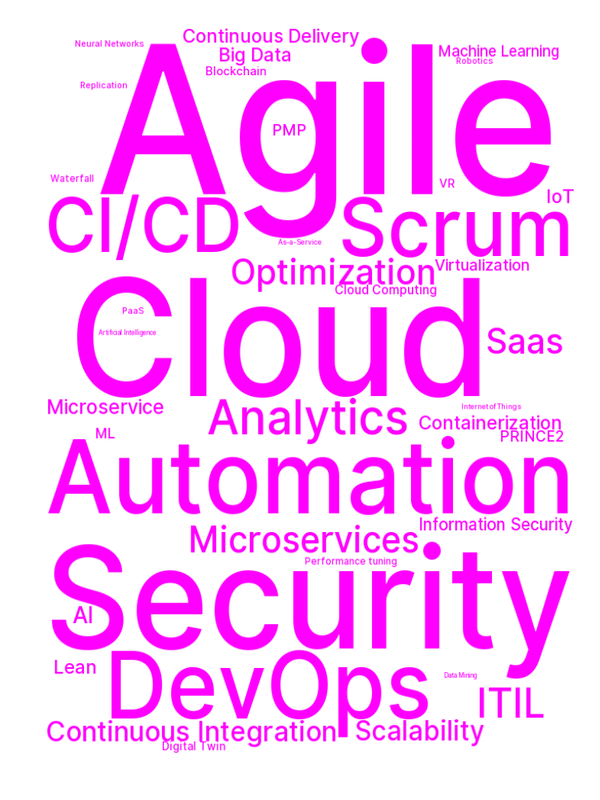 Continuous Delivery
Neural Networks
Big Data
Machine Learning
Robotics
Blockchain
Replication
Agile
PMP
Waterfall
VR
IoT
CI/CD
Scrum
As-a-Service
Optimization
Virtualization
Cloud Computing
PaaS
Artificial Intelligence
Cloud
Saas
Microservice
Analytics
Internet of Things
Containerization
ML
PRINCE2
Automation
Information Security
Microservices
Performance tuning
Security
AI
Lean
DevOps
Data Mining
ITIL
Continuous Integration
Scalability
Digital Twin